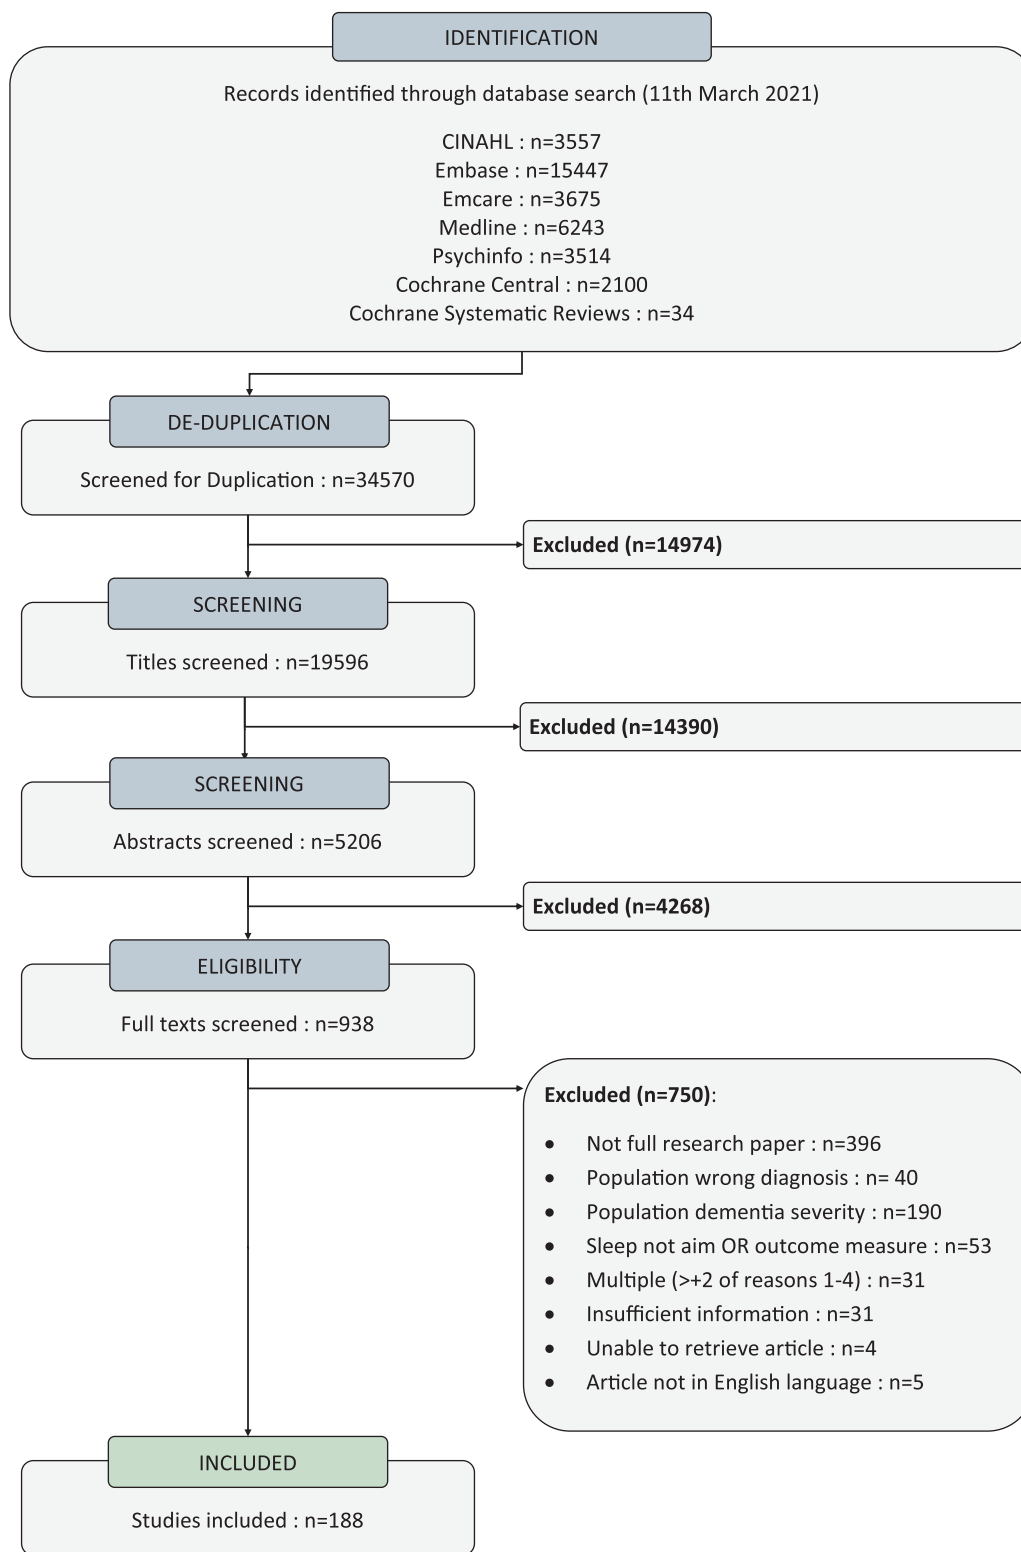 IDENTIFICATION
Records identified through database search (11th March 2021)
CINAHL : n=3557
Embase : n=15447
Emcare : n=3675
Medline : n=6243
Psychinfo : n=3514
Cochrane Central : n=2100
Cochrane Systematic Reviews : n=34
DE-DUPLICATION
Screened for Duplication : n=34570
Excluded (n=14974)
SCREENING
Titles screened : n=19596
Excluded (n=14390)
SCREENING
Abstracts screened : n=5206
Excluded (n=4268)
ELIGIBILITY
Full texts screened : n=938
Excluded (n=750):
• Not full research paper : n=396
• Population wrong diagnosis : n= 40
• Population dementia severity : n=190
• Sleep not aim OR outcome measure : n=53
• Multiple (>+2 of reasons 1-4) : n=31
• Insufficient information : n=31
• Unable to retrieve article : n=4
• Article not in English language : n=5
INCLUDED
Studies included : n=188